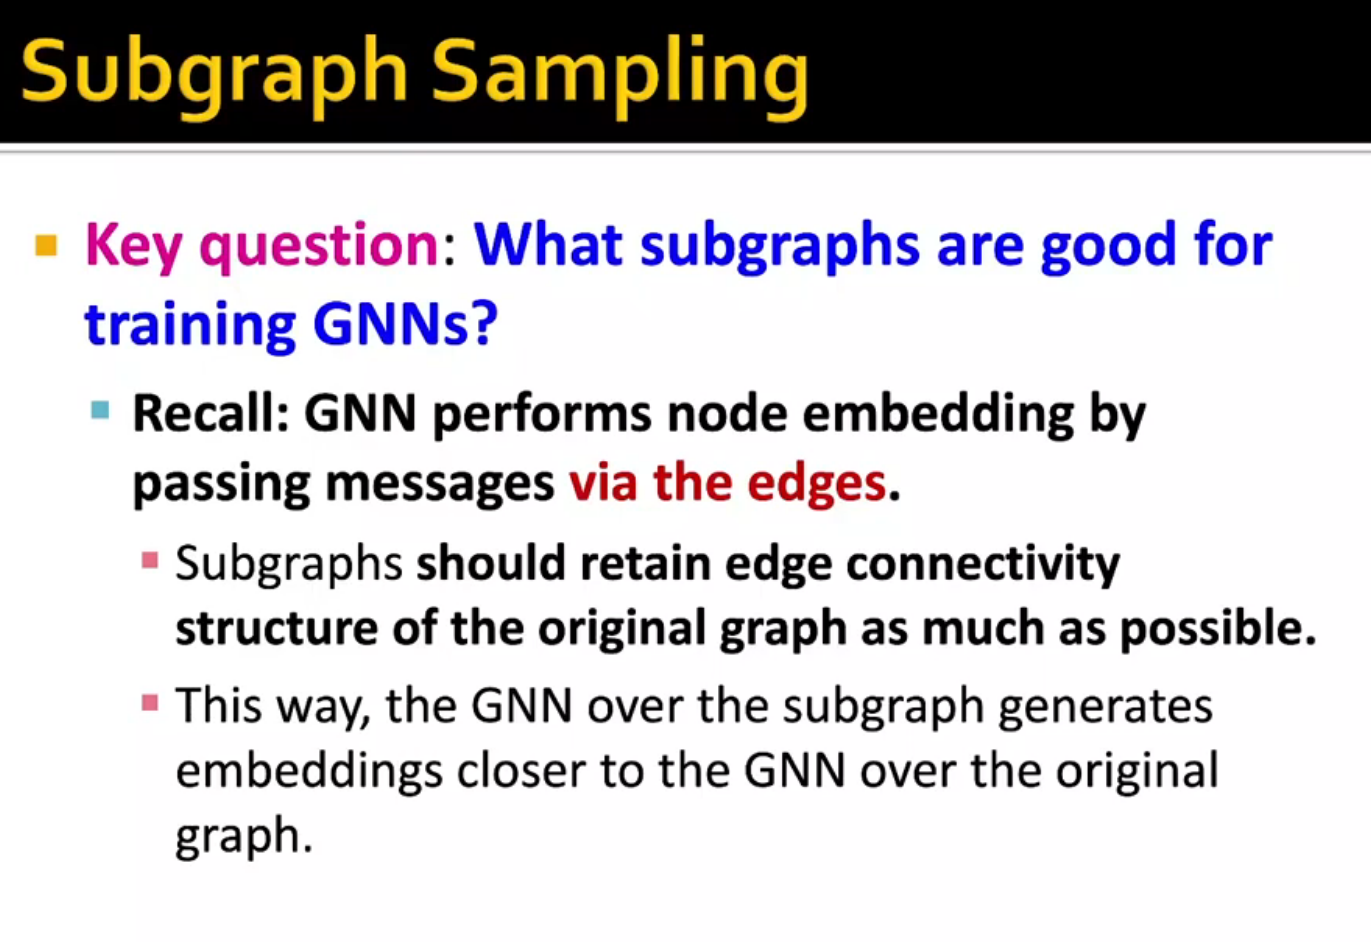 Subgraph Sampling
Key question: What subgraphs are good for
training GNNs?
Recall: GNN performs node embedding by
passing messages via the edges.
Subgraphs should retain edge connectivity
structure of the original graph as much as possible.
This way, the GNN over the subgraph generates
embeddings closer to the GNN over the original
graph.